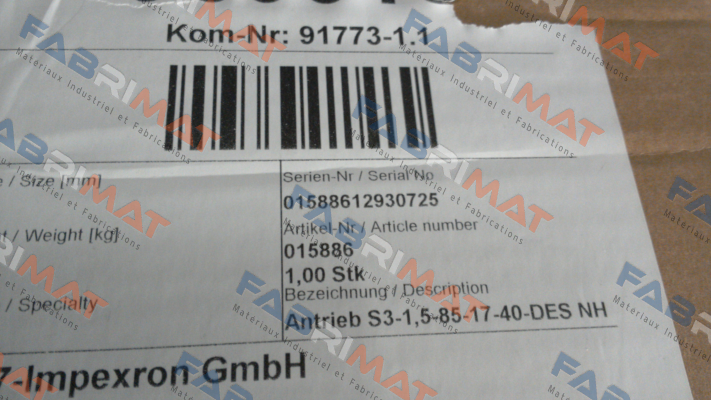 Kom-Nr: 91773-1.1
/ Size [mm]
Serien-Nr / Serial No
01588612930725
/ Weight [kg]
Artikel-Nr / Article number
015886
1,00 Stk
/ Specialty
Bezeichnung / Description
Antrieb S3-1,5-85-17-40-DES NH
7-Impexron GmbH
FABRIMAT
Materiaux Industriel et Fabrications